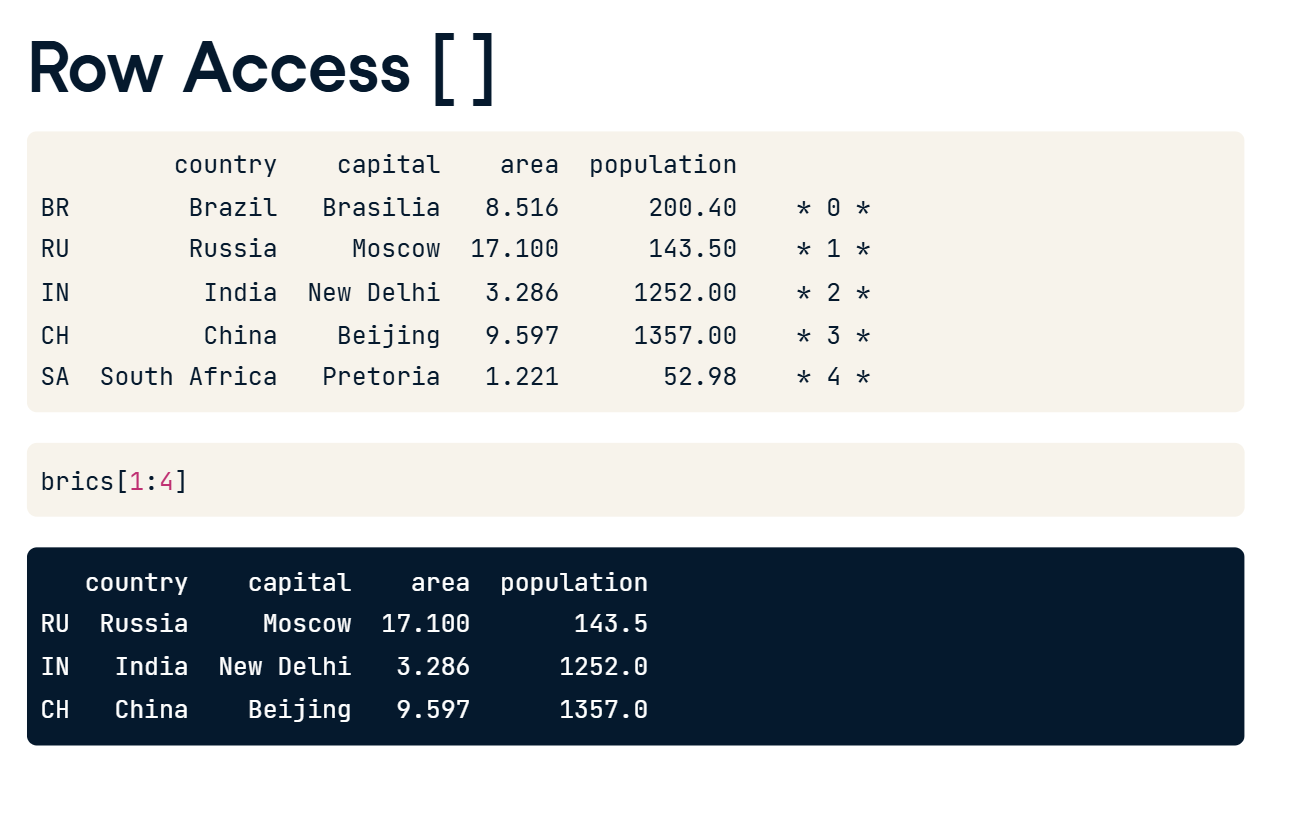 Row Access [ ]
country capital area population
BR Brazil Brasilia 8.516 200.40 * 0 *
RU Russia Moscow 17.100 143.50 * 1 *
IN India New Delhi 3.286 1252.00 * 2 *
CH China Beijing 9.597 1357.00 * 3 *
SA South Africa Pretoria 1.221 52.98 * 4 *
brics[1:4]
country capital area population
RU Russia Moscow 17.100 143.5
IN India New Delhi 3.286 1252.0
CH China Beijing 9.597 1357.0